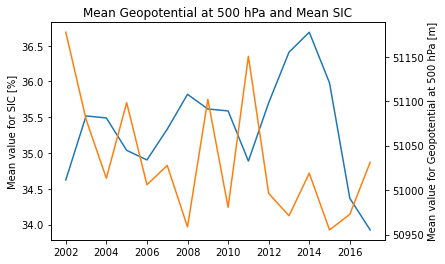 Mean Geopotential at 500 hPa and Mean SIC
Mean value for SIC [%]
36.5
36.0
35.5
35.0
34.5
34.0
51150
51100
51050
51000
50950
Mean value for Geopotential at 500 hPa [m]
2002 2004 2006 2008 2010 2012 2014 2016